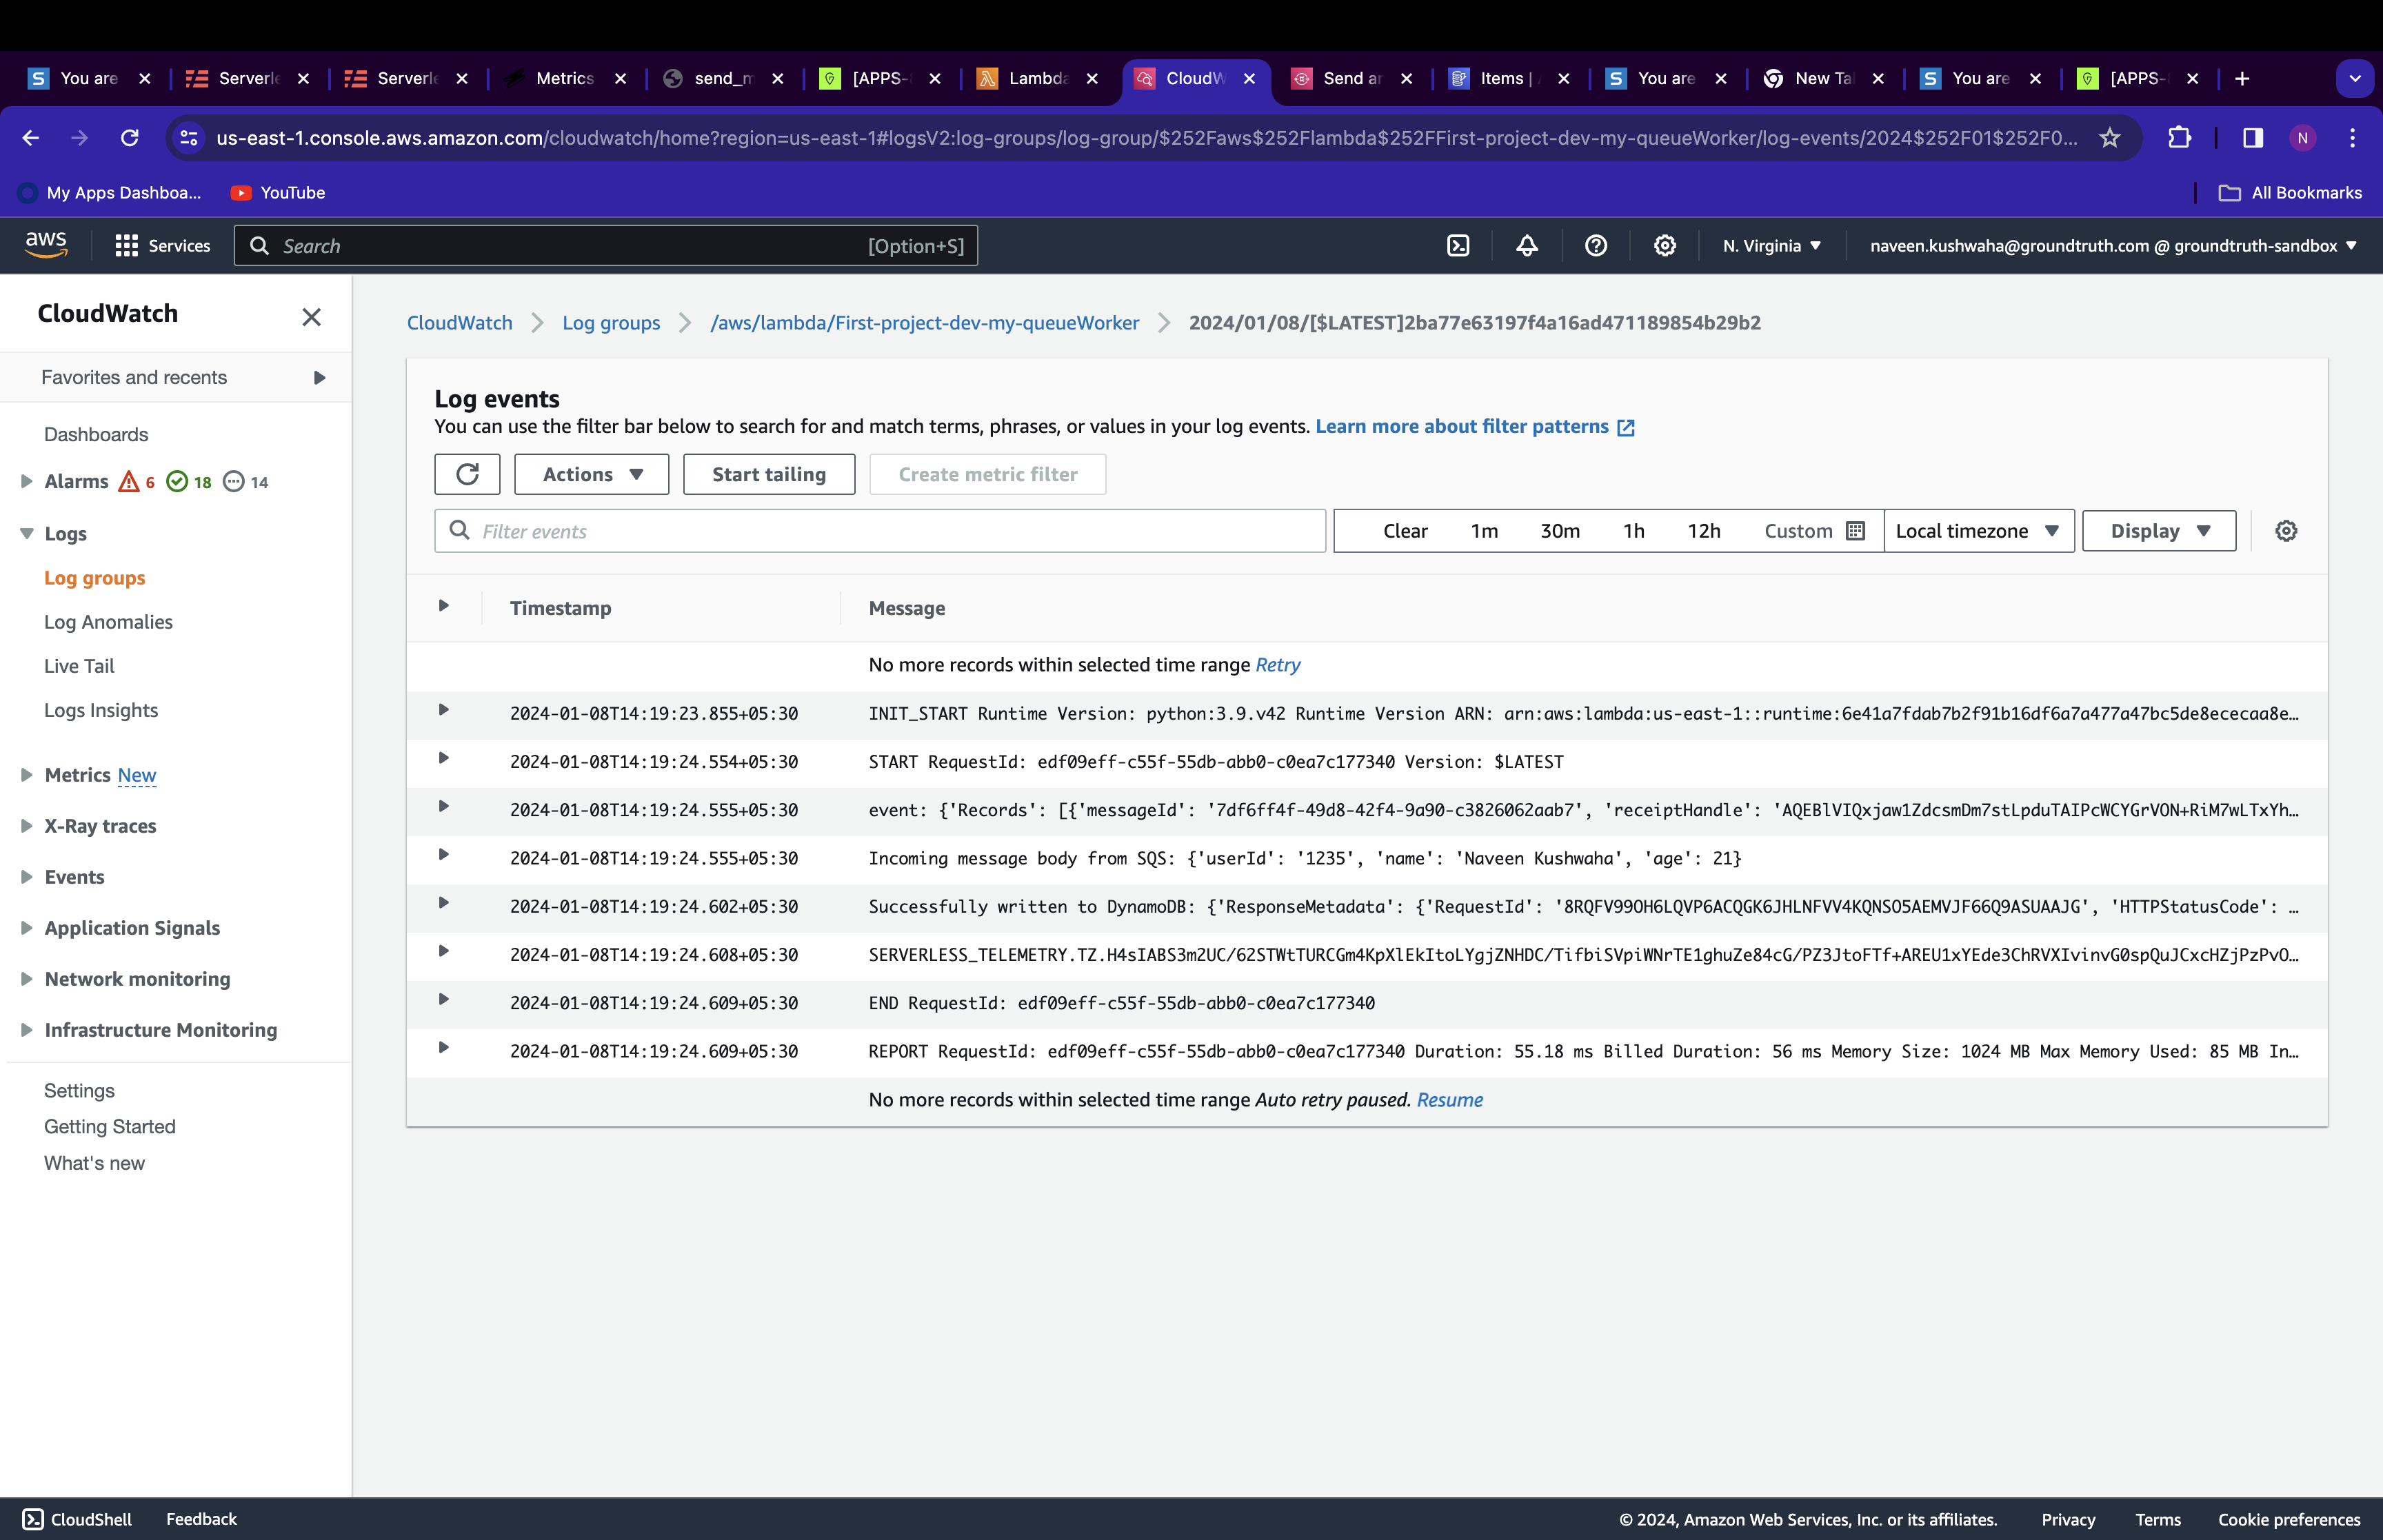 You are
Serverle
Serverle
Metrics
send_m
[APPS-
Lambda
CloudW
Send an
Items |
You are
New Tab
You are
[APPS-
us-east-1.console.aws.amazon.com/cloudwatch/home?region=us-east-1#logsV2:log-groups/log-group/$252Faws$252Flambda$252FFirst-project-dev-my-queueWorker/log-events/2024$252F01$252F0...
N
My Apps Dashboa...
YouTube
All Bookmarks
aws
Services
Search
[Option+S]
N. Virginia
naveen.kushwaha@groundtruth.com @ groundtruth-sandbox
CloudWatch
Favorites and recents
Dashboards
Alarms 6 18 14
Logs
Log groups
Log Anomalies
Live Tail
Logs Insights
Metrics New
X-Ray traces
Events
Application Signals
Network monitoring
Infrastructure Monitoring
Settings
Getting Started
What's new
CloudWatch
Log groups
/aws/lambda/First-project-dev-my-queueWorker
2024/01/08/[$LATEST]2ba77e63197f4a16ad471189854b29b2
Log events
You can use the filter bar below to search for and match terms, phrases, or values in your log events. Learn more about filter patterns
Actions
Start tailing
Create metric filter
Filter events
Clear 1m 30m 1h 12h Custom
Local timezone
Display
Timestamp Message
No more records within selected time range Retry
2024-01-08T14:19:23.855+05:30 INIT_START Runtime Version: python:3.9.v42 Runtime Version ARN: arn:aws:lambda:us-east-1::runtime:6e41a7fdab7b2f91b16df6a7a477a47bc5de8ececaa8e...
2024-01-08T14:19:24.554+05:30 START RequestId: edf09eff-c55f-55db-abb0-c0ea7c177340 Version: $LATEST
2024-01-08T14:19:24.555+05:30 event: {'Records': [{'messageId': '7df6ff4f-49d8-42f4-9a90-c3826062aab7', 'receiptHandle': 'AQEBlVIQxjaw1ZdcsmDm7stLpduTAIPcWCYGrVON+RiM7wLTxYh...
2024-01-08T14:19:24.555+05:30 Incoming message body from SQS: {'userId': '1235', 'name': 'Naveen Kushwaha', 'age': 21}
2024-01-08T14:19:24.602+05:30 Successfully written to DynamoDB: {'ResponseMetadata': {'RequestId': '8RQFV99OH6LQVP6ACQGK6JHLNFVV4KQNSO5AEMVJF66Q9ASUAAJG', 'HTTPStatusCode': ...
2024-01-08T14:19:24.608+05:30 SERVERLESS_TELEMETRY.TZ.H4sIABS3m2UC/62STWtTURCGm4KpXlEkItoLYgjZNHDC/TifbiSVpiWNrTE1ghuZe84cG/PZ3JtoFTf+AREU1xYEde3ChRVXIvinvG0spQuJCxcHZjPzPvO...
2024-01-08T14:19:24.609+05:30 END RequestId: edf09eff-c55f-55db-abb0-c0ea7c177340
2024-01-08T14:19:24.609+05:30 REPORT RequestId: edf09eff-c55f-55db-abb0-c0ea7c177340 Duration: 55.18 ms Billed Duration: 56 ms Memory Size: 1024 MB Max Memory Used: 85 MB In...
No more records within selected time range Auto retry paused. Resume
CloudShell
Feedback
© 2024, Amazon Web Services, Inc. or its affiliates.
Privacy
Terms
Cookie preferences